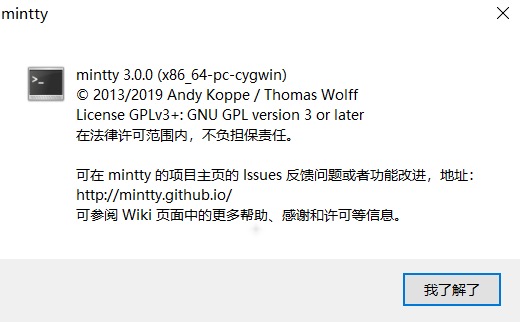 mintty
mintty 3.0.0 (x86_64-pc-cygwin)
© 2013/2019 Andy Koppe / Thomas Wolff
License GPLv3+: GNU GPL version 3 or later
在法律许可范围内，不负担保责任。
可在 mintty 的项目主页的 Issues 反馈问题或者功能改进，地址：
http://mintty.github.io/
可参阅 Wiki 页面中的更多帮助、感谢和许可等信息。
我了解了